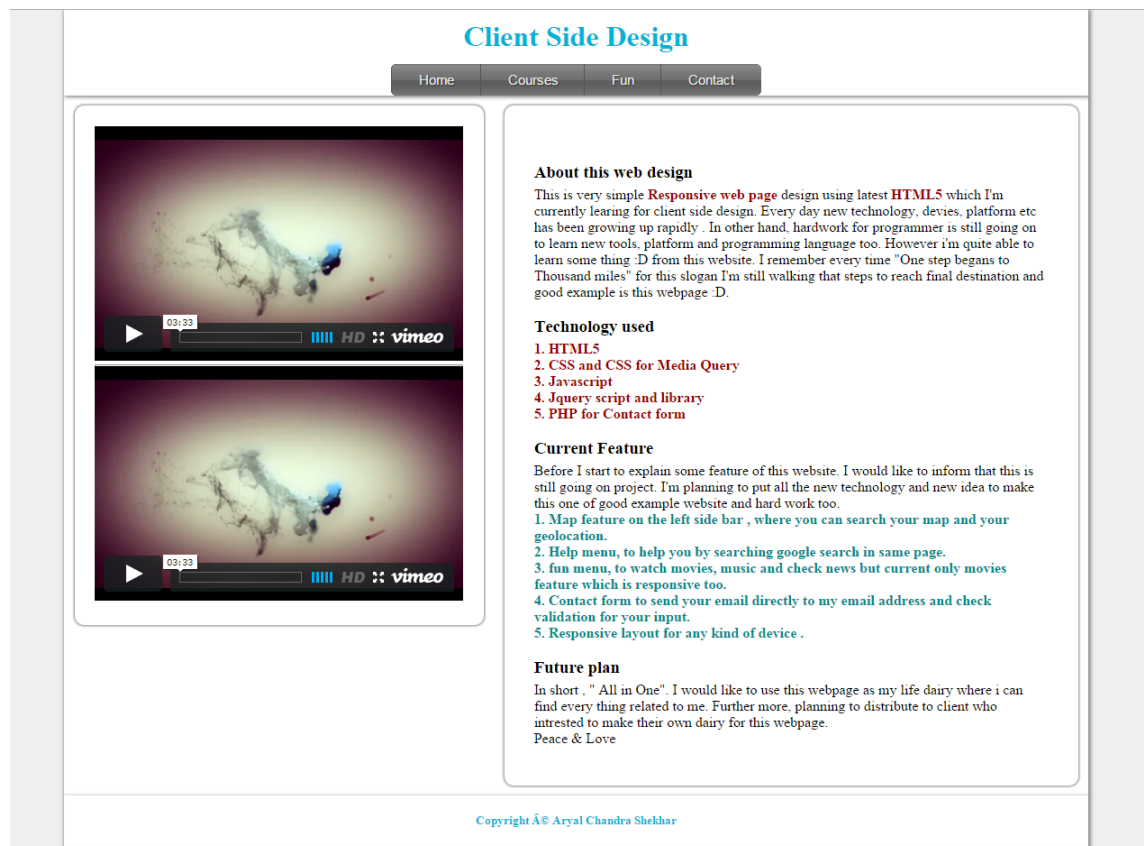 Client Side Design
Home Courses Fun Contact
03:33
HD vimeo
03:33
HD vimeo
About this web design
This is very simple Responsive web page design using latest HTML5 which I'm
currently learing for client side design. Every day new technology, devies, platform etc
has been growing up rapidly . In other hand, hardwork for programmer is still going on
to learn new tools, platform and programming language too. However i'm quite able to
learn some thing :D from this website. I remember every time "One step begans to
Thousand miles" for this slogan I'm still walking that steps to reach final destination and
good example is this webpage :D.
Technology used
1. HTML5
2. CSS and CSS for Media Query
3. Javascript
4. Jquery script and library
5. PHP for Contact form
Current Feature
Before I start to explain some feature of this website. I would like to inform that this is
still going on project. I'm planning to put all the new technology and new idea to make
this one of good example website and hard work too.
1. Map feature on the left side bar , where you can search your map and your
geolocation.
2. Help menu, to help you by searching google search in same page.
3. fun menu, to watch movies, music and check news but current only movies
feature which is responsive too.
4. Contact form to send your email directly to my email address and check
validation for your input.
5. Responsive layout for any kind of device .
Future plan
In short , " All in One". I would like to use this webpage as my life dairy where i can
find every thing related to me. Further more, planning to distribute to client who
intrested to make their own dairy for this webpage.
Peace & Love
Copyright Â© Aryal Chandra Shekhar